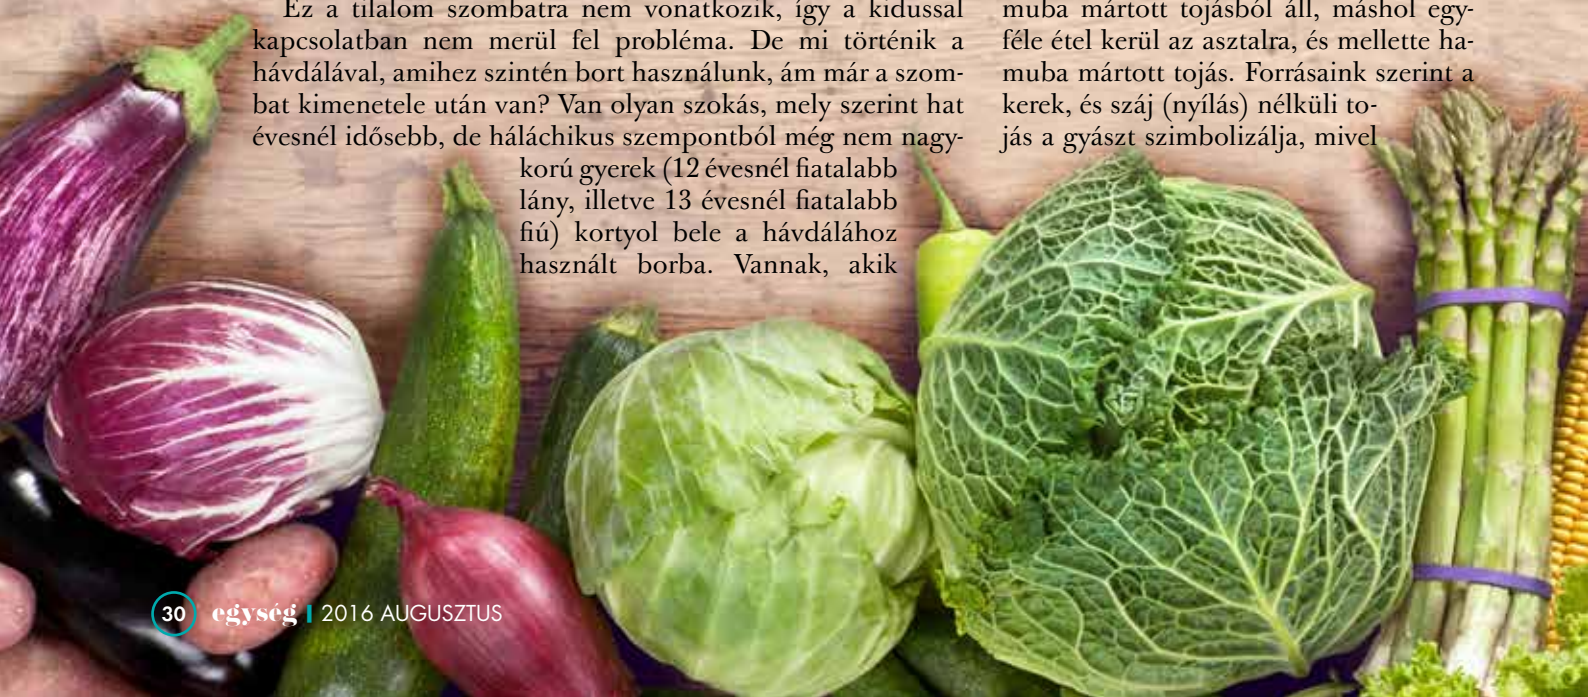 Ez a tilalom szombatra nem vonatkozik, így a kidussal
kapcsolatban nem merül fel probléma. De mi történik a
hávdálával, amihez szintén bort használunk, ám már a szom-
bat kimenetele után van? Van olyan szokás, mely szerint hat
évesnél idősebb, de háláchikus szempontból még nem nagy-
korú gyerek (12 évesnél fiatalabb
lány, illetve 13 évesnél fiatalabb
fiú) kortyol bele a hávdálához
használt borba. Vannak, akik
muba mártott tojásból áll, máshol egy-
féle étel kerül az asztalra, és mellette ha-
muba mártott tojás. Forrásaink szerint a
kerek, és száj (nyílás) nélküli to-
jás a gyászt szimbolizálja, mivel
30 egység | 2016 AUGUSZTUS